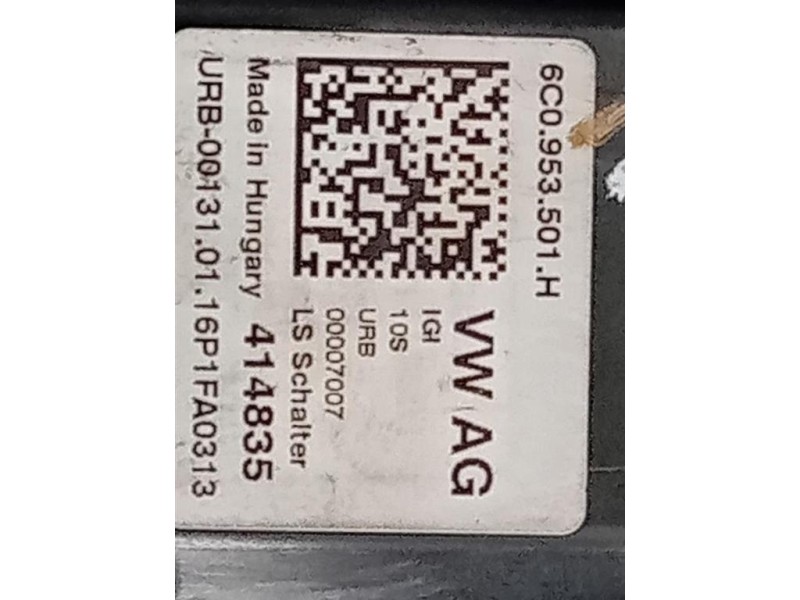 6C0.953.501.H
VW AG
IGI
10S
URB
00007007
LS Schalter
Made in Hungary 414835
URB-00131.01.16P1FA0313